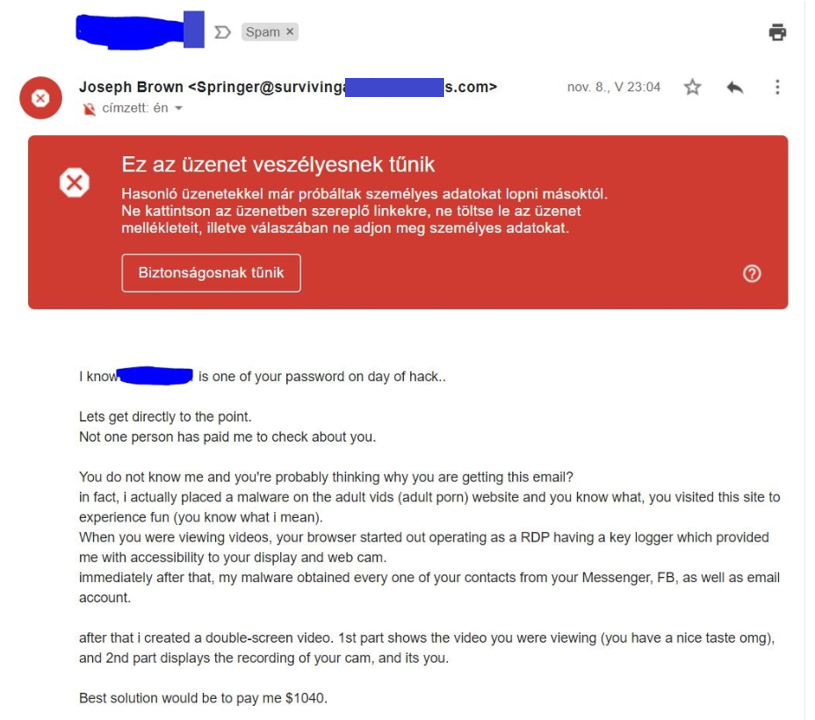 Spam ×
Joseph Brown <Springer@surviving s.com>
nov. 8., V 23:04
címzett: én
Ez az üzenet veszélyesnek tűnik
Hasonló üzenetekkel már próbáltak személyes adatokat lopni másoktól.
Ne kattintson az üzenetben szereplő linkekre, ne töltse le az üzenet
mellékleteit, illetve válaszában ne adjon meg személyes adatokat.
Biztonságosnak tűnik
I know is one of your password on day of hack..
Lets get directly to the point.
Not one person has paid me to check about you.
You do not know me and you're probably thinking why you are getting this email?
in fact, i actually placed a malware on the adult vids (adult porn) website and you know what, you visited this site to
experience fun (you know what i mean).
When you were viewing videos, your browser started out operating as a RDP having a key logger which provided
me with accessibility to your display and web cam.
immediately after that, my malware obtained every one of your contacts from your Messenger, FB, as well as email
account.
after that i created a double-screen video. 1st part shows the video you were viewing (you have a nice taste omg),
and 2nd part displays the recording of your cam, and its you.
Best solution would be to pay me $1040.